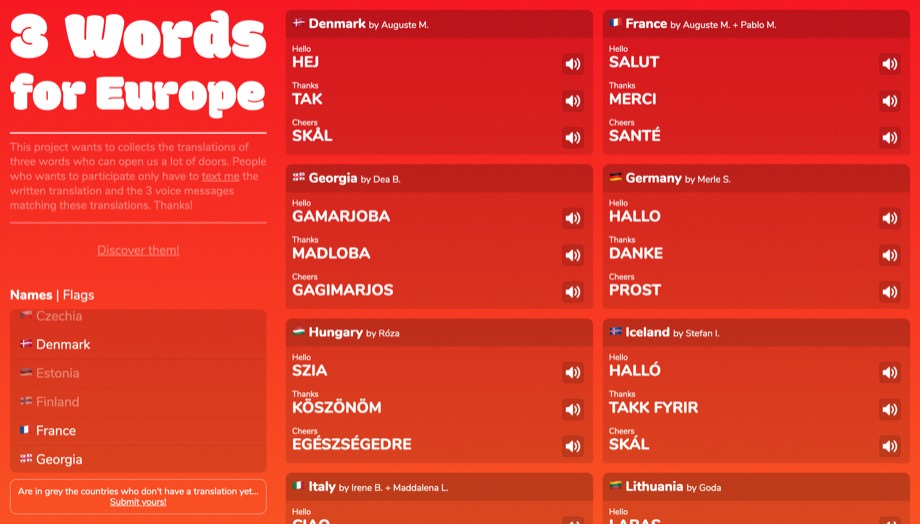 3 Words
for Europe
This project wants to collects the translations of
three words who can open us a lot of doors. People
who wants to participate only have to text me the
written translation and the 3 voice messages
matching these translations. Thanks!
Discover them!
Names | Flags
Czechia
Denmark
Estonia
Finland
France
Georgia
Are in grey the countries who don't have a translation yet...
Submit yours!
Denmark by Auguste M.
Hello
HEJ
Thanks
TAK
Cheers
SKÅL
France by Auguste M. + Pablo M.
Hello
SALUT
Thanks
MERCI
Cheers
SANTÉ
Georgia by Dea B.
Hello
GAMARJOBA
Thanks
MADLOBA
Cheers
GAGIMARJOS
Germany by Merle S.
Hello
HALLO
Thanks
DANKE
Cheers
PROST
Hungary by Róza
Hello
SZIA
Thanks
KÖSZÖNÖM
Cheers
EGÉSZSÉGEDRE
Iceland by Stefan I.
Hello
HALLÓ
Thanks
TAKK FYRIR
Cheers
SKÁL
Italy by Irene B. + Maddalena L.
Hello
CIAO
Lithuania by Goda
Hello
LABAS